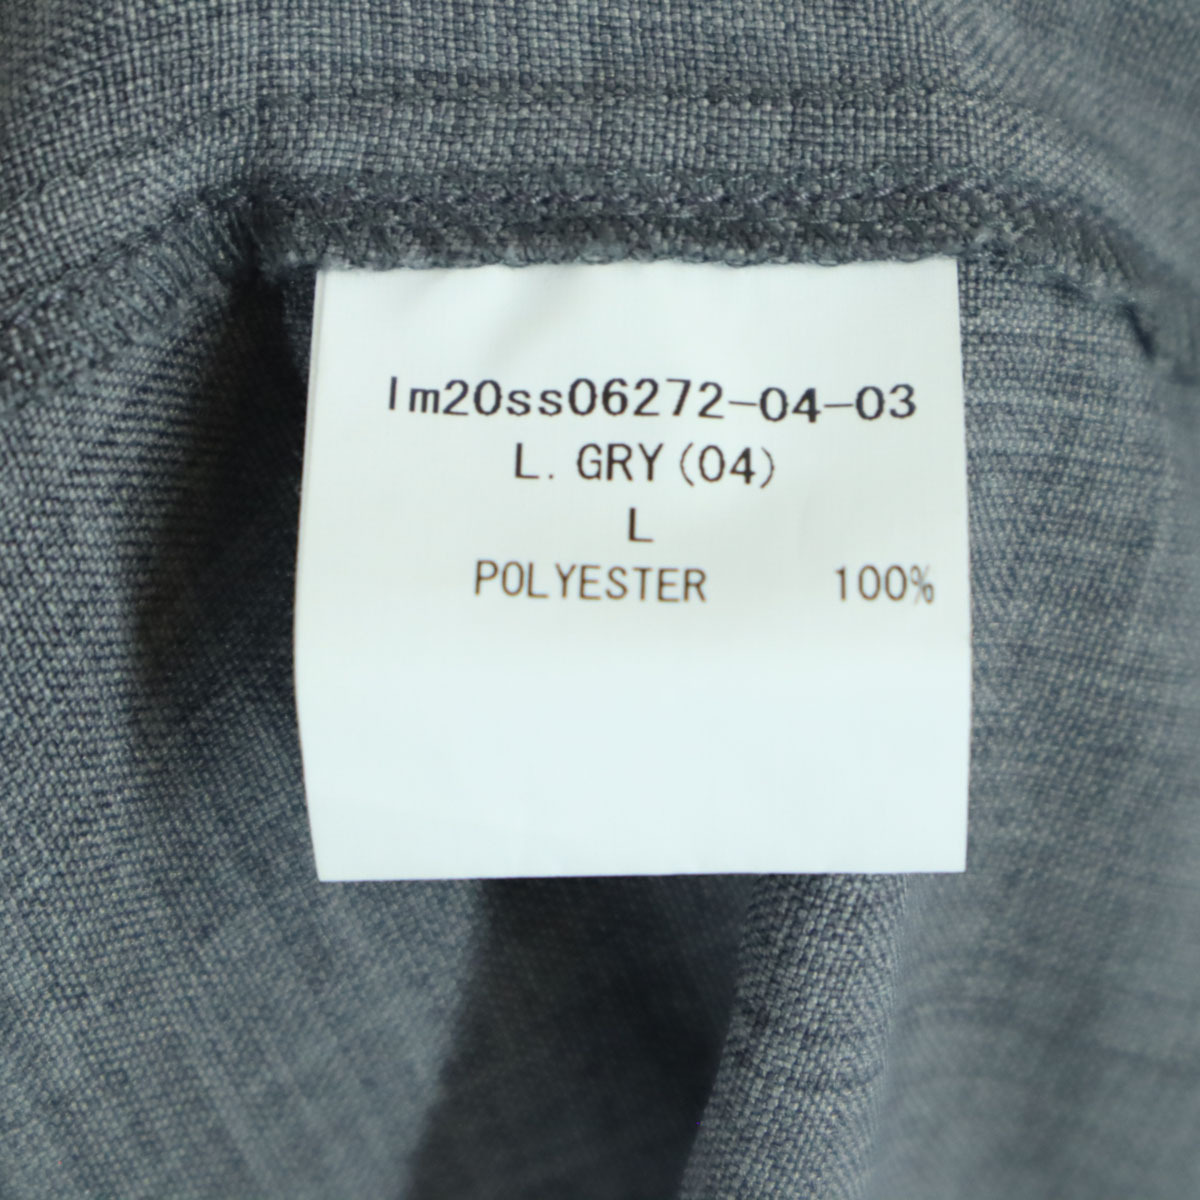 lm20ss06272-04-03
L. GRY(04)
L
POLYESTER 100%